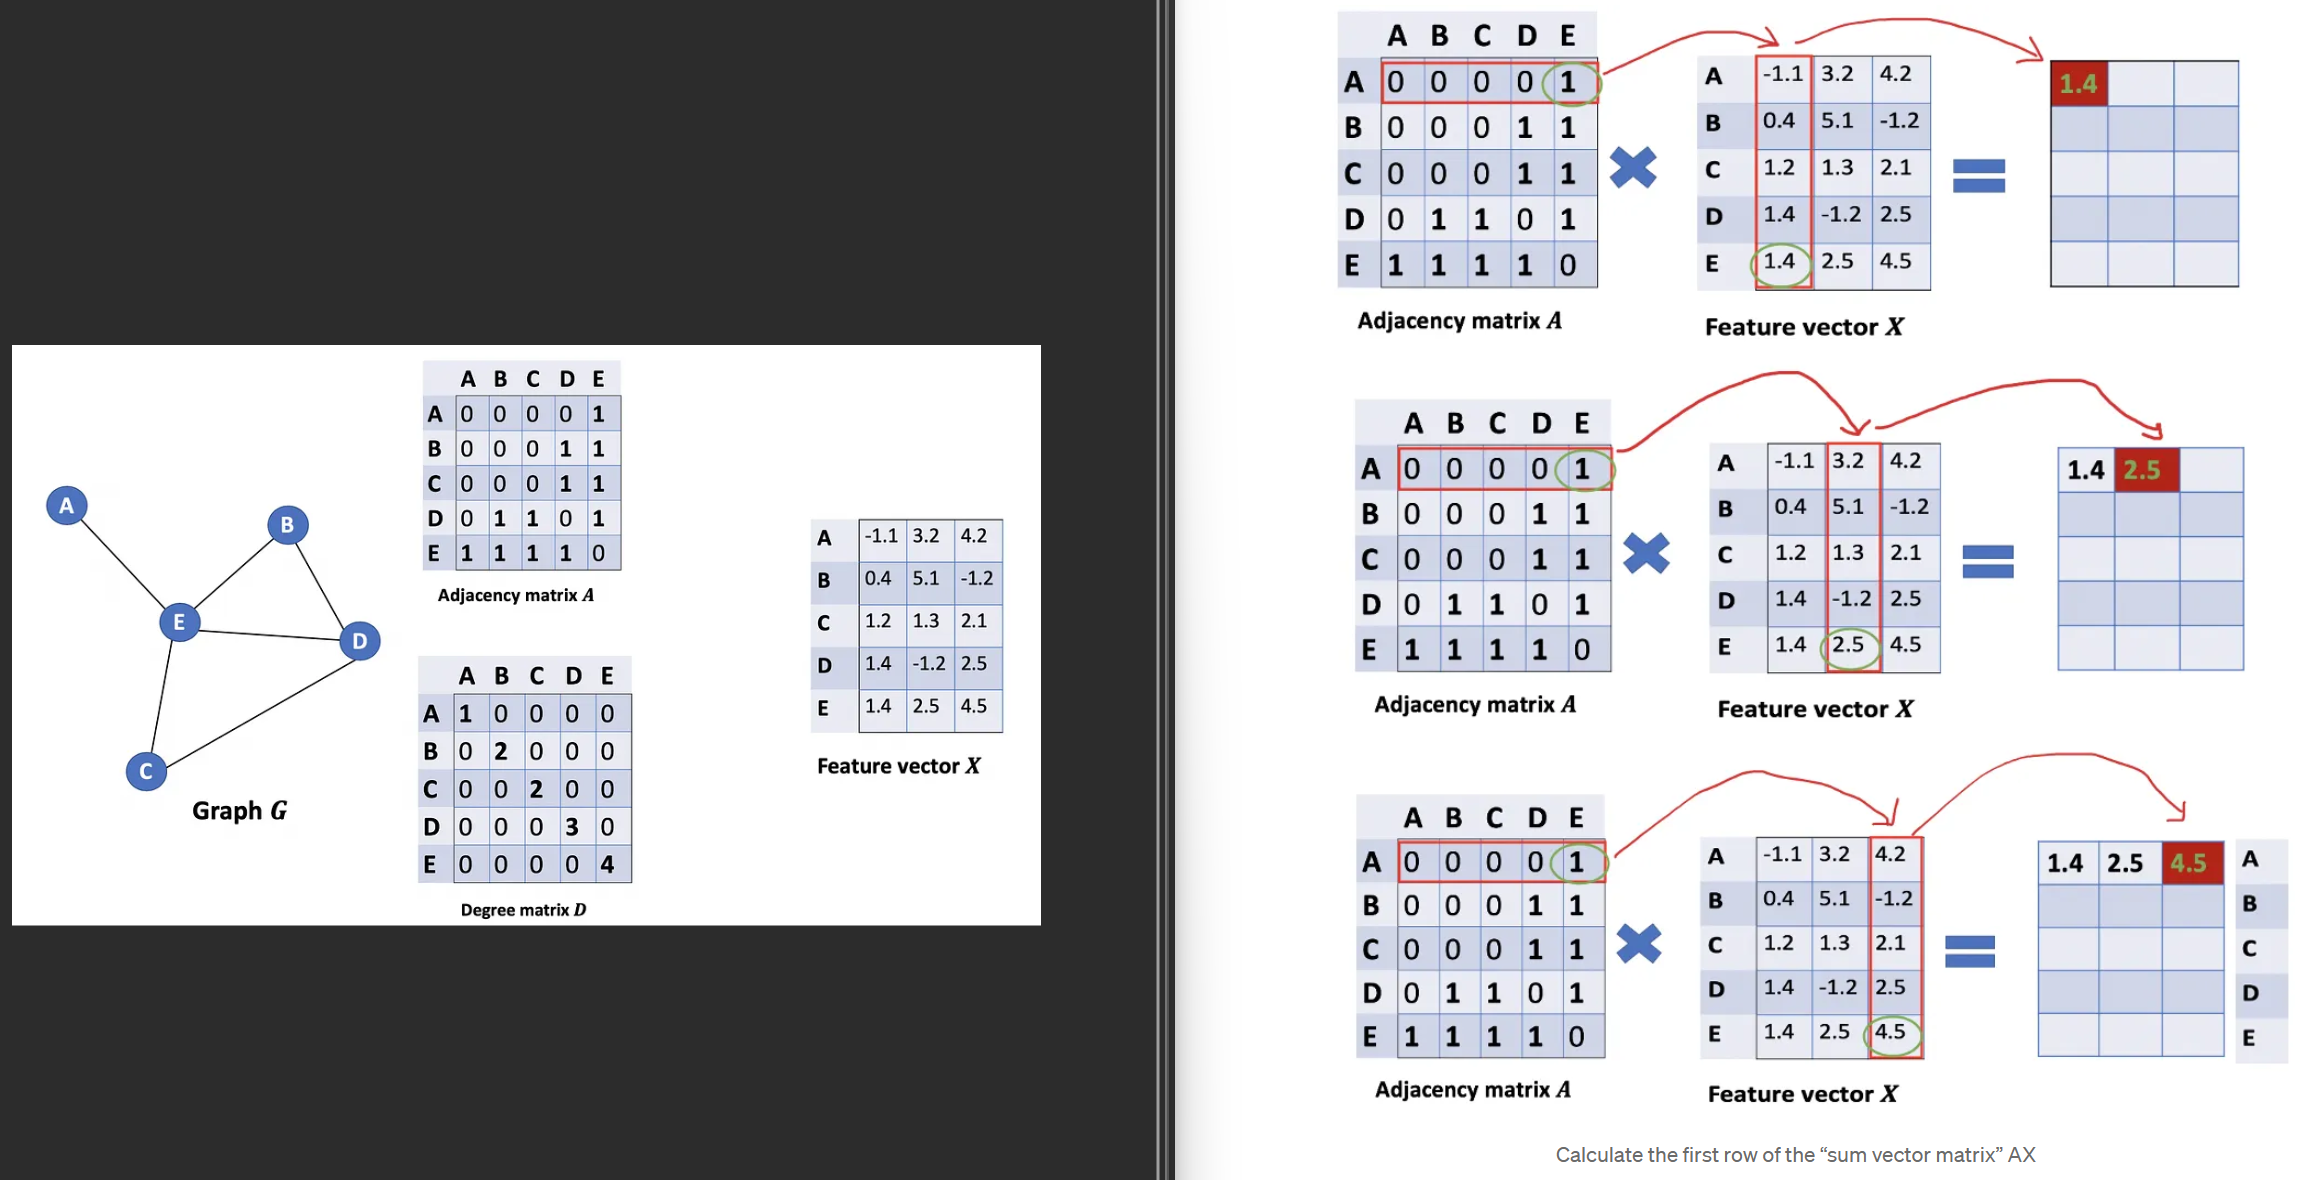 A
B
E
D
C
Graph G
A B C D E
A 0 0 0 0 1
B 0 0 0 1 1
C 0 0 0 1 1
D 0 1 1 0 1
E 1 1 1 1 0
Adjacency matrix A
A B C D E
A 1 0 0 0 0
B 0 2 0 0 0
C 0 0 2 0 0
D 0 0 0 3 0
E 0 0 0 0 4
Degree matrix D
A -1.1 3.2 4.2
B 0.4 5.1 -1.2
C 1.2 1.3 2.1
D 1.4 -1.2 2.5
E 1.4 2.5 4.5
Feature vector X
A B C D E
A 0 0 0 0 1
B 0 0 0 1 1
C 0 0 0 1 1
D 0 1 1 0 1
E 1 1 1 1 0
Adjacency matrix A
A -1.1 3.2 4.2
B 0.4 5.1 -1.2
C 1.2 1.3 2.1
D 1.4 -1.2 2.5
E 1.4 2.5 4.5
Feature vector X
1.4
A B C D E
A 0 0 0 0 1
B 0 0 0 1 1
C 0 0 0 1 1
D 0 1 1 0 1
E 1 1 1 1 0
Adjacency matrix A
A -1.1 3.2 4.2
B 0.4 5.1 -1.2
C 1.2 1.3 2.1
D 1.4 -1.2 2.5
E 1.4 2.5 4.5
Feature vector X
1.4 2.5
A B C D E
A 0 0 0 0 1
B 0 0 0 1 1
C 0 0 0 1 1
D 0 1 1 0 1
E 1 1 1 1 0
Adjacency matrix A
A -1.1 3.2 4.2
B 0.4 5.1 -1.2
C 1.2 1.3 2.1
D 1.4 -1.2 2.5
E 1.4 2.5 4.5
Feature vector X
1.4 2.5 4.5 A
B
C
D
E
Calculate the first row of the “sum vector matrix” AX